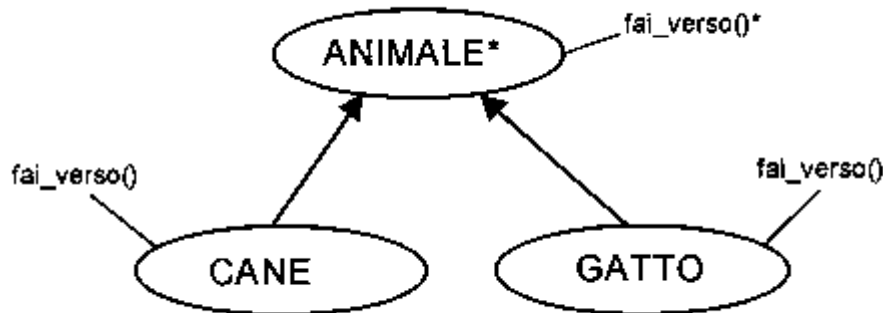 ANIMALE*
fai_verso()*
fai_verso()
fai_verso()
CANE
GATTO